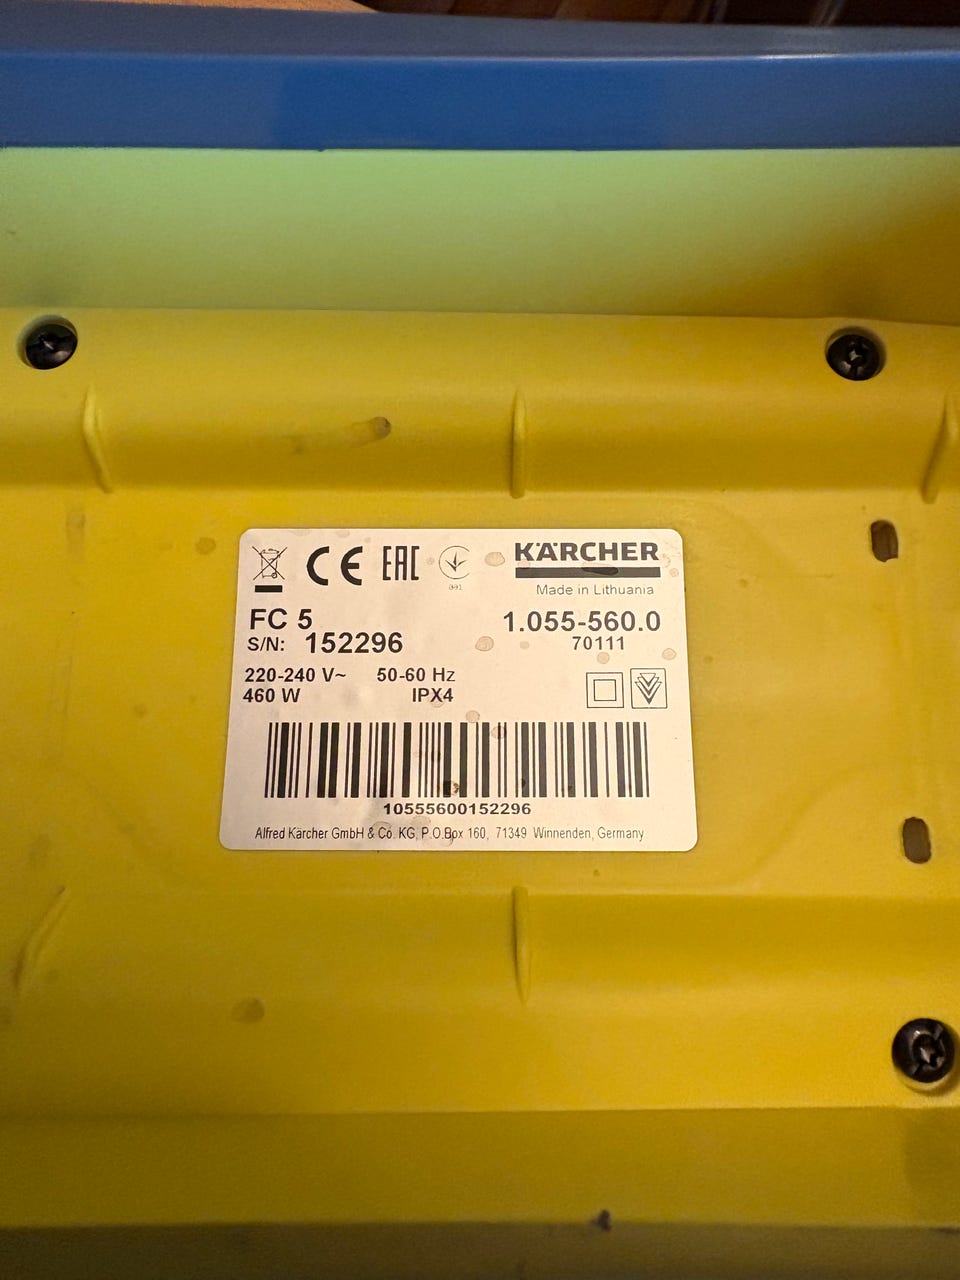 CE EAC KÄRCHER
001
Made in Lithuania
FC 5 1.055-560.0
S/N: 152296 70111
220-240 V~ 50-60 Hz
460 W IPX4
10555600152296
Alfred Kärcher GmbH & Co. KG, P.O.Box 160, 71349 Winnenden, Germany